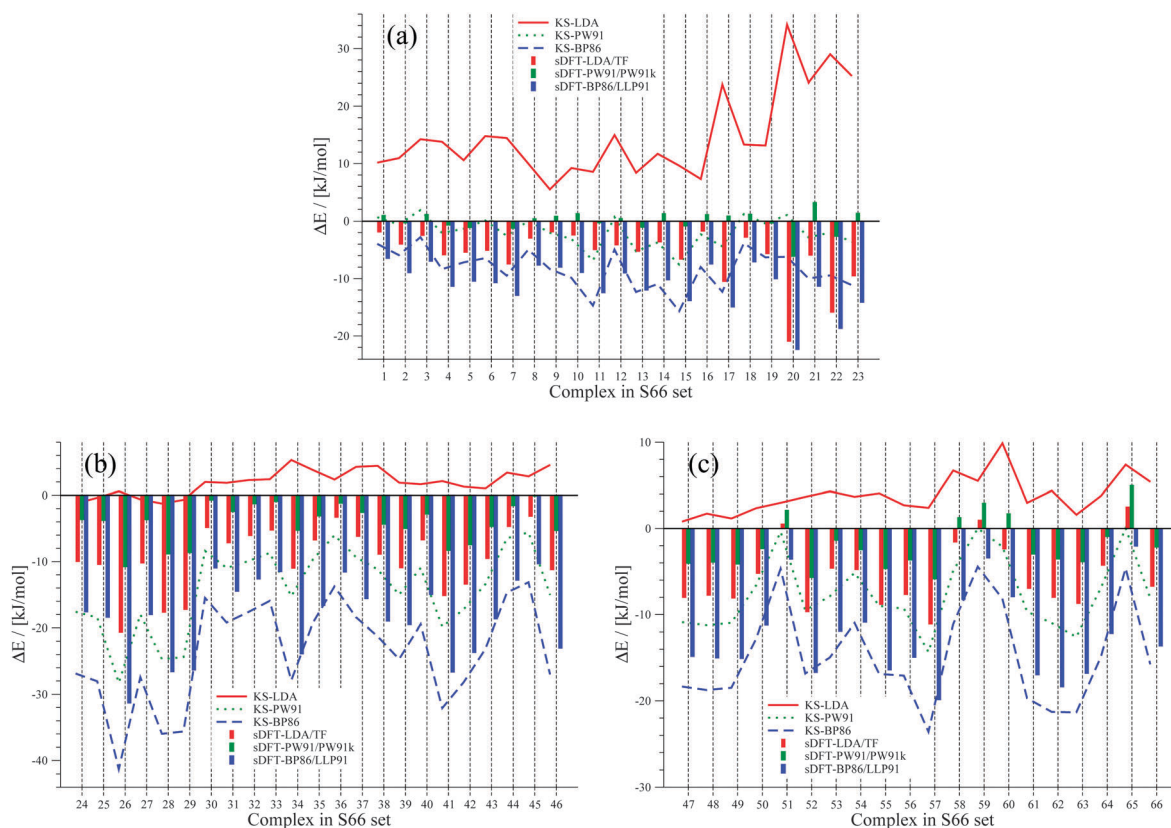 (a)
KS-LDA
KS-PW91
KS-BP86
sDFT-LDA/TF
sDFT-PW91/PW91k
sDFT-BP86/LLP91
ΔE / [kJ/mol]
30
20
10
0
-10
-20
1 2 3 4 5 6 7 8 9 10 11 12 13 14 15 16 17 18 19 20 21 22 23
Complex in S66 set
(b)
ΔE / [kJ/mol]
0
-10
-20
-30
-40
KS-LDA
KS-PW91
KS-BP86
sDFT-LDA/TF
sDFT-PW91/PW91k
sDFT-BP86/LLP91
24 25 26 27 28 29 30 31 32 33 34 35 36 37 38 39 40 41 42 43 44 45 46
Complex in S66 set
(c)
ΔE / [kJ/mol]
10
0
-10
-20
-30
KS-LDA
KS-PW91
KS-BP86
sDFT-LDA/TF
sDFT-PW91/PW91k
sDFT-BP86/LLP91
47 48 49 50 51 52 53 54 55 56 57 58 59 60 61 62 63 64 65 66
Complex in S66 set